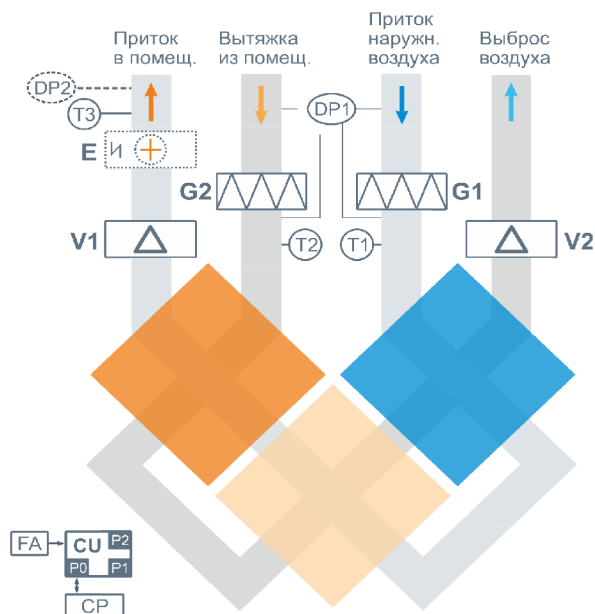 Приток
в помещ.
Вытяжка
из помещ.
Приток
наружн.
воздуха
Выброс
воздуха
DP2
T3
DP1
E
И
G2
G1
V1
T2
T1
V2
FA
CU
P2
P0
P1
CP